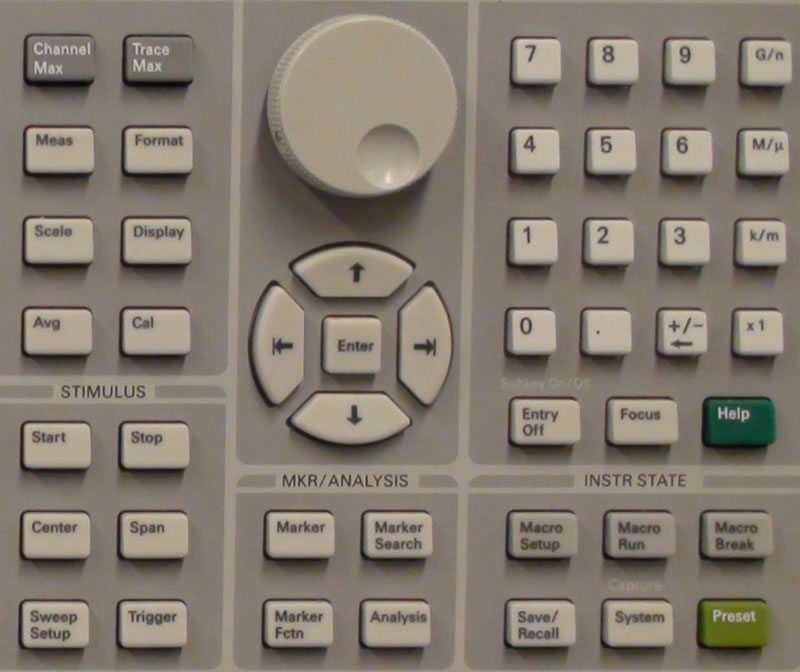 Channel
Max
Trace
Max
Meas
Format
Scale
Display
Avg
Cal
STIMULUS
Start
Stop
Center
Span
Sweep
Setup
Trigger
Enter
MKR/ANALYSIS
Marker
Marker
Search
Marker
Fctn
Analysis
7 8 9 G/n
4 5 6 M/µ
1 2 3 k/m
0 . +/- x1
Softkey On/Off
Entry
Off
Focus
Help
INSTR STATE
Macro
Setup
Macro
Run
Macro
Break
Capture
Save/
Recall
System
Preset